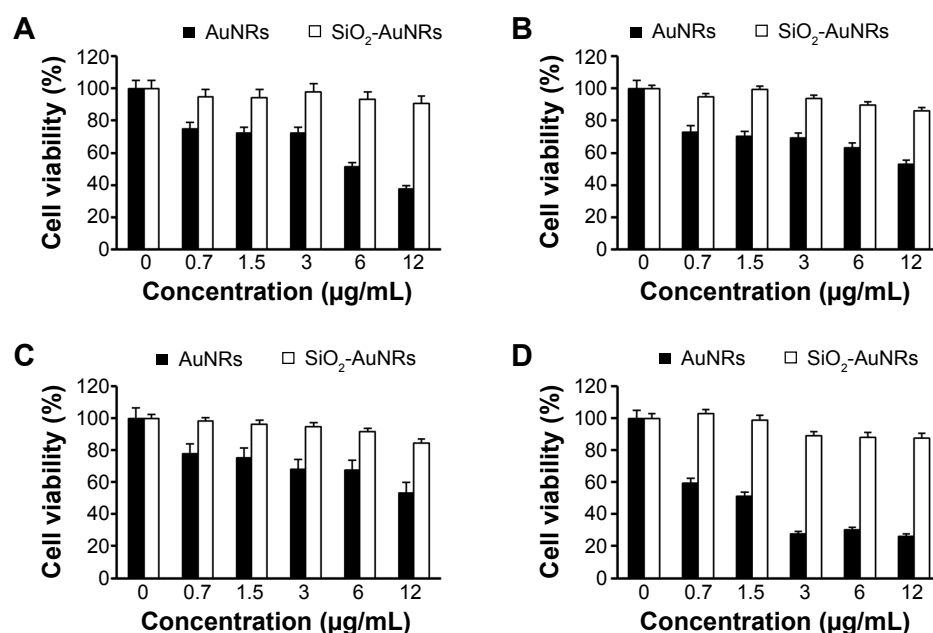 A
AuNRs SiO₂-AuNRs
Cell viability (%)
120
100
80
60
40
20
0
0 0.7 1.5 3 6 12
Concentration (µg/mL)
B
AuNRs SiO₂-AuNRs
Cell viability (%)
120
100
80
60
40
20
0
0 0.7 1.5 3 6 12
Concentration (µg/mL)
C
AuNRs SiO₂-AuNRs
Cell viability (%)
120
100
80
60
40
20
0
0 0.7 1.5 3 6 12
Concentration (µg/mL)
D
AuNRs SiO₂-AuNRs
Cell viability (%)
120
100
80
60
40
20
0
0 0.7 1.5 3 6 12
Concentration (µg/mL)